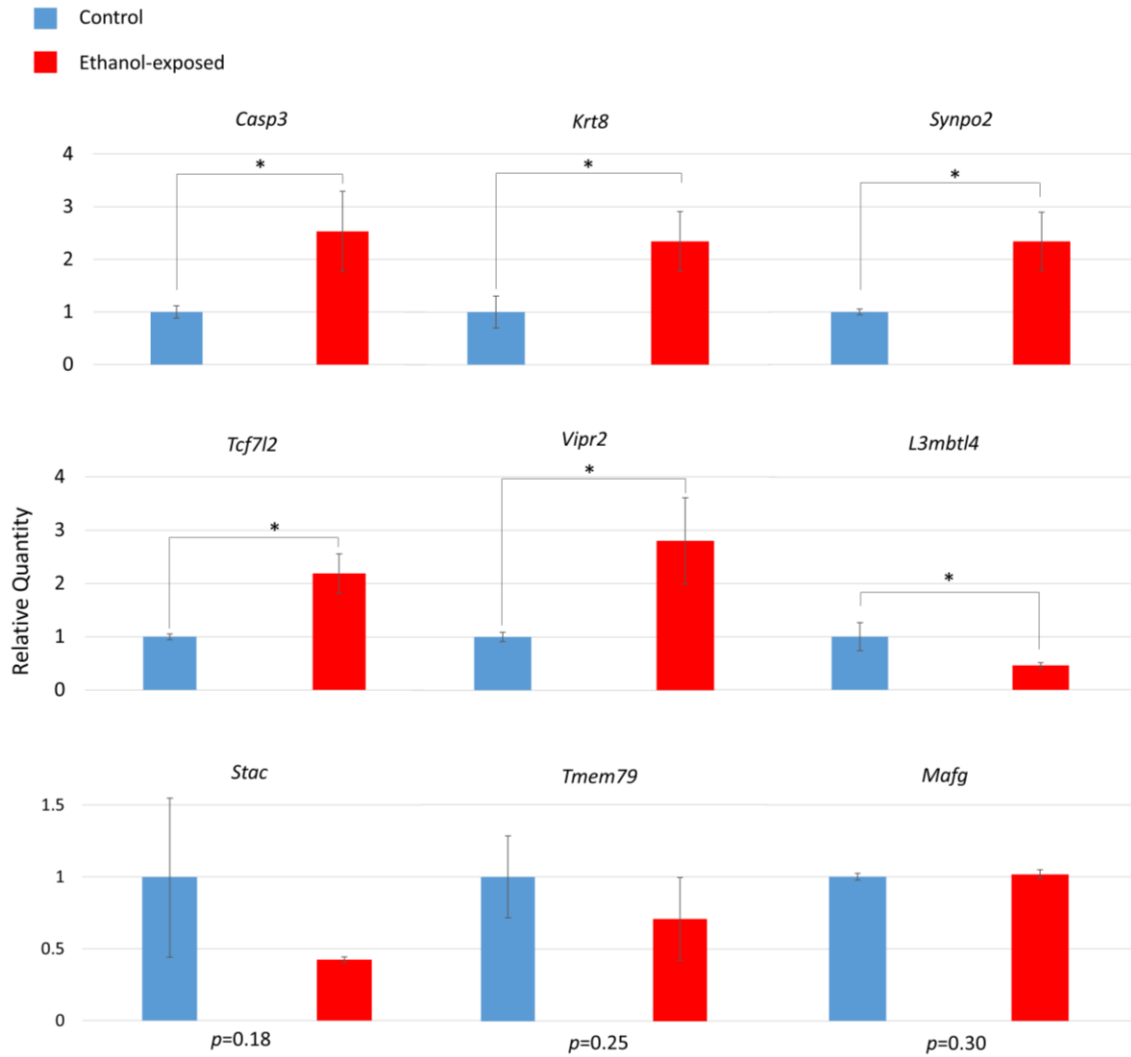 Control
Ethanol-exposed
Casp3 Krt8 Synpo2
4
* * *
3
2
1
0
Tcf7l2 Vipr2 L3mbtl4
4
* * *
3
2
1
0
Relative Quantity
Stac Tmem79 Mafg
1.5
1
0.5
0
p=0.18 p=0.25 p=0.30